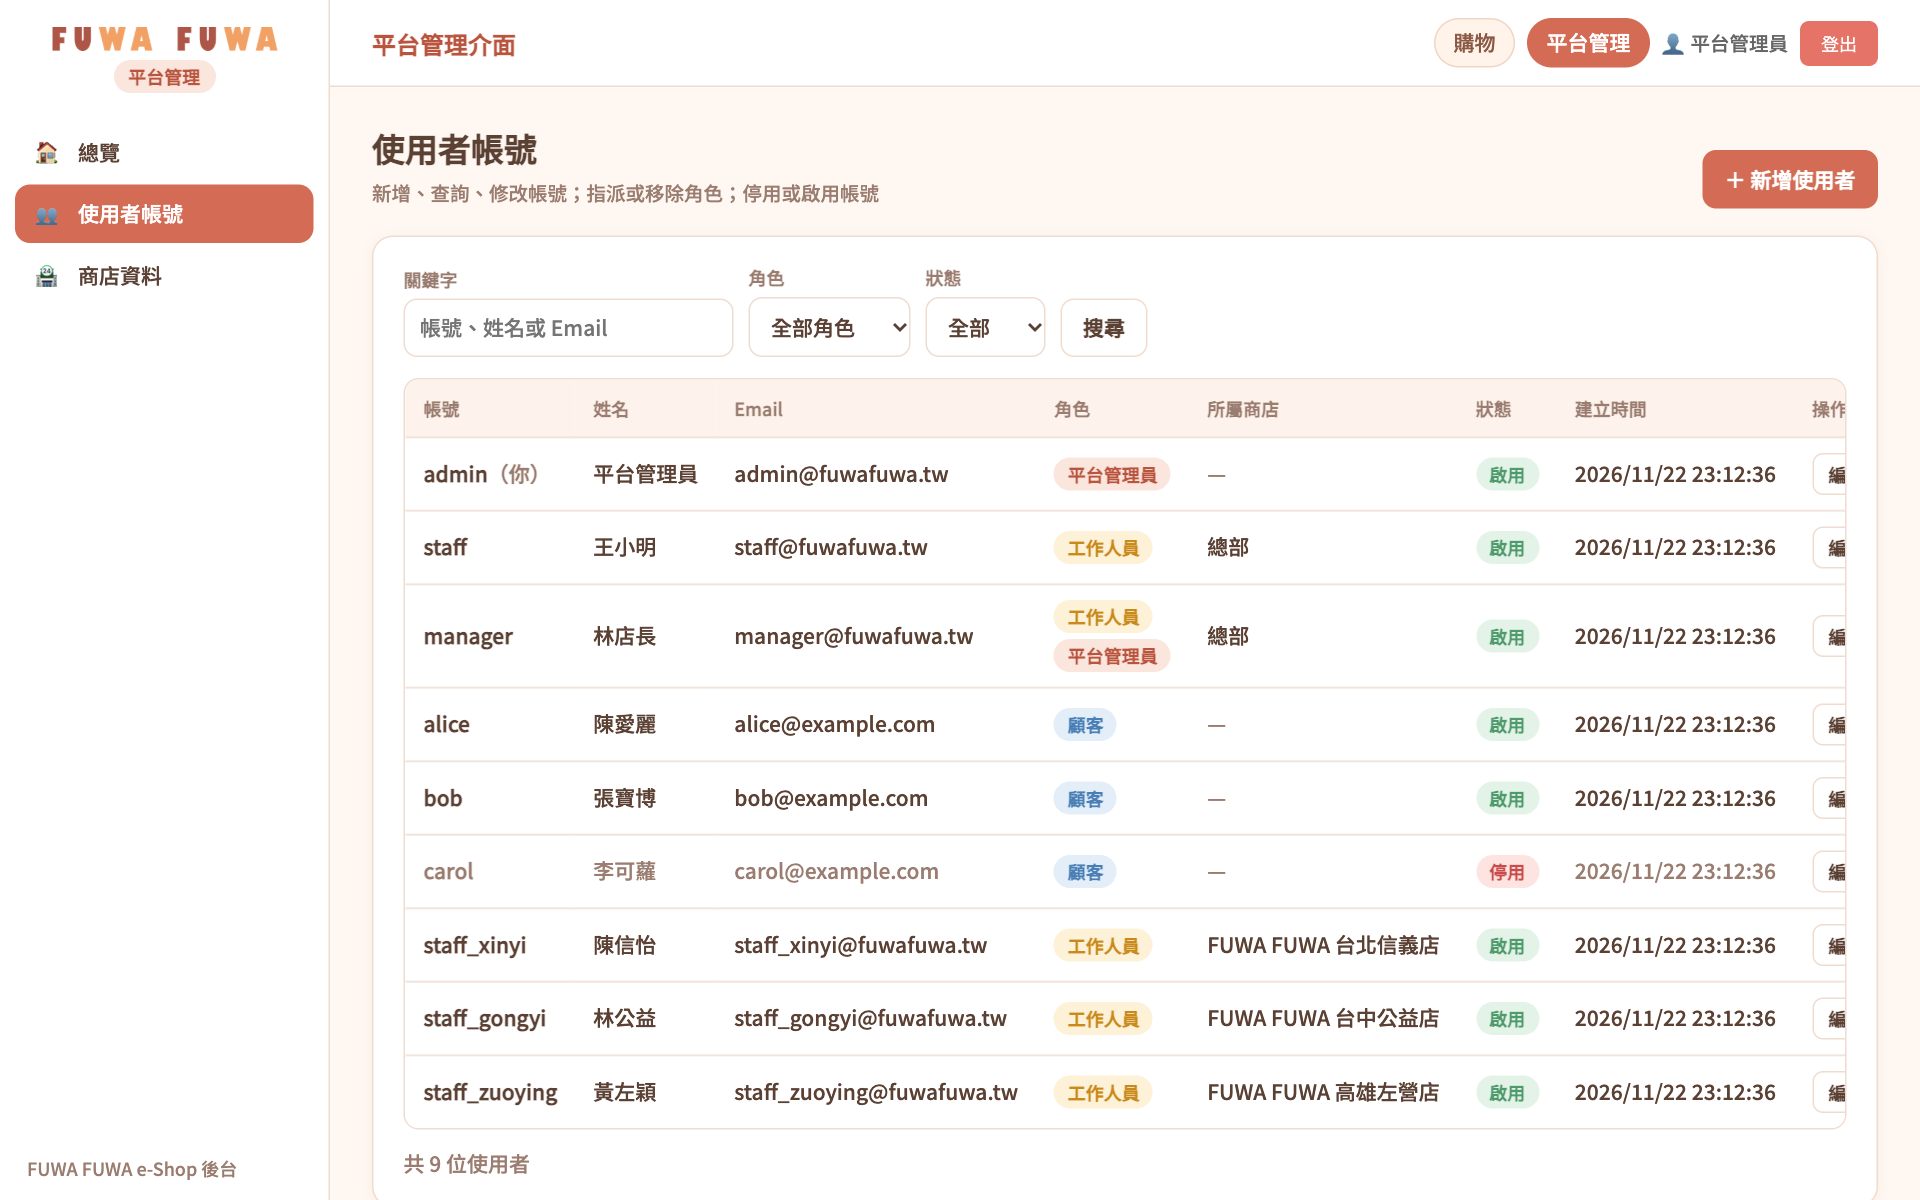 FUWA FUWA
平台管理
總覽
使用者帳號
商店資料
FUWA FUWA e-Shop 後台
平台管理介面
購物
平台管理
平台管理員
登出
使用者帳號
新增、查詢、修改帳號；指派或移除角色；停用或啟用帳號
＋ 新增使用者
關鍵字 角色 狀態
帳號、姓名或 Email 全部角色 全部 搜尋
帳號 姓名 Email 角色 所屬商店 狀態 建立時間 操作
admin（你） 平台管理員 admin@fuwafuwa.tw 平台管理員 — 啟用 2026/11/22 23:12:36 編
staff 王小明 staff@fuwafuwa.tw 工作人員 總部 啟用 2026/11/22 23:12:36 編
manager 林店長 manager@fuwafuwa.tw 工作人員 平台管理員 總部 啟用 2026/11/22 23:12:36 編
alice 陳愛麗 alice@example.com 顧客 — 啟用 2026/11/22 23:12:36 編
bob 張寶博 bob@example.com 顧客 — 啟用 2026/11/22 23:12:36 編
carol 李可蘿 carol@example.com 顧客 — 停用 2026/11/22 23:12:36 編
staff_xinyi 陳信怡 staff_xinyi@fuwafuwa.tw 工作人員 FUWA FUWA 台北信義店 啟用 2026/11/22 23:12:36 編
staff_gongyi 林公益 staff_gongyi@fuwafuwa.tw 工作人員 FUWA FUWA 台中公益店 啟用 2026/11/22 23:12:36 編
staff_zuoying 黃左穎 staff_zuoying@fuwafuwa.tw 工作人員 FUWA FUWA 高雄左營店 啟用 2026/11/22 23:12:36 編
共 9 位使用者